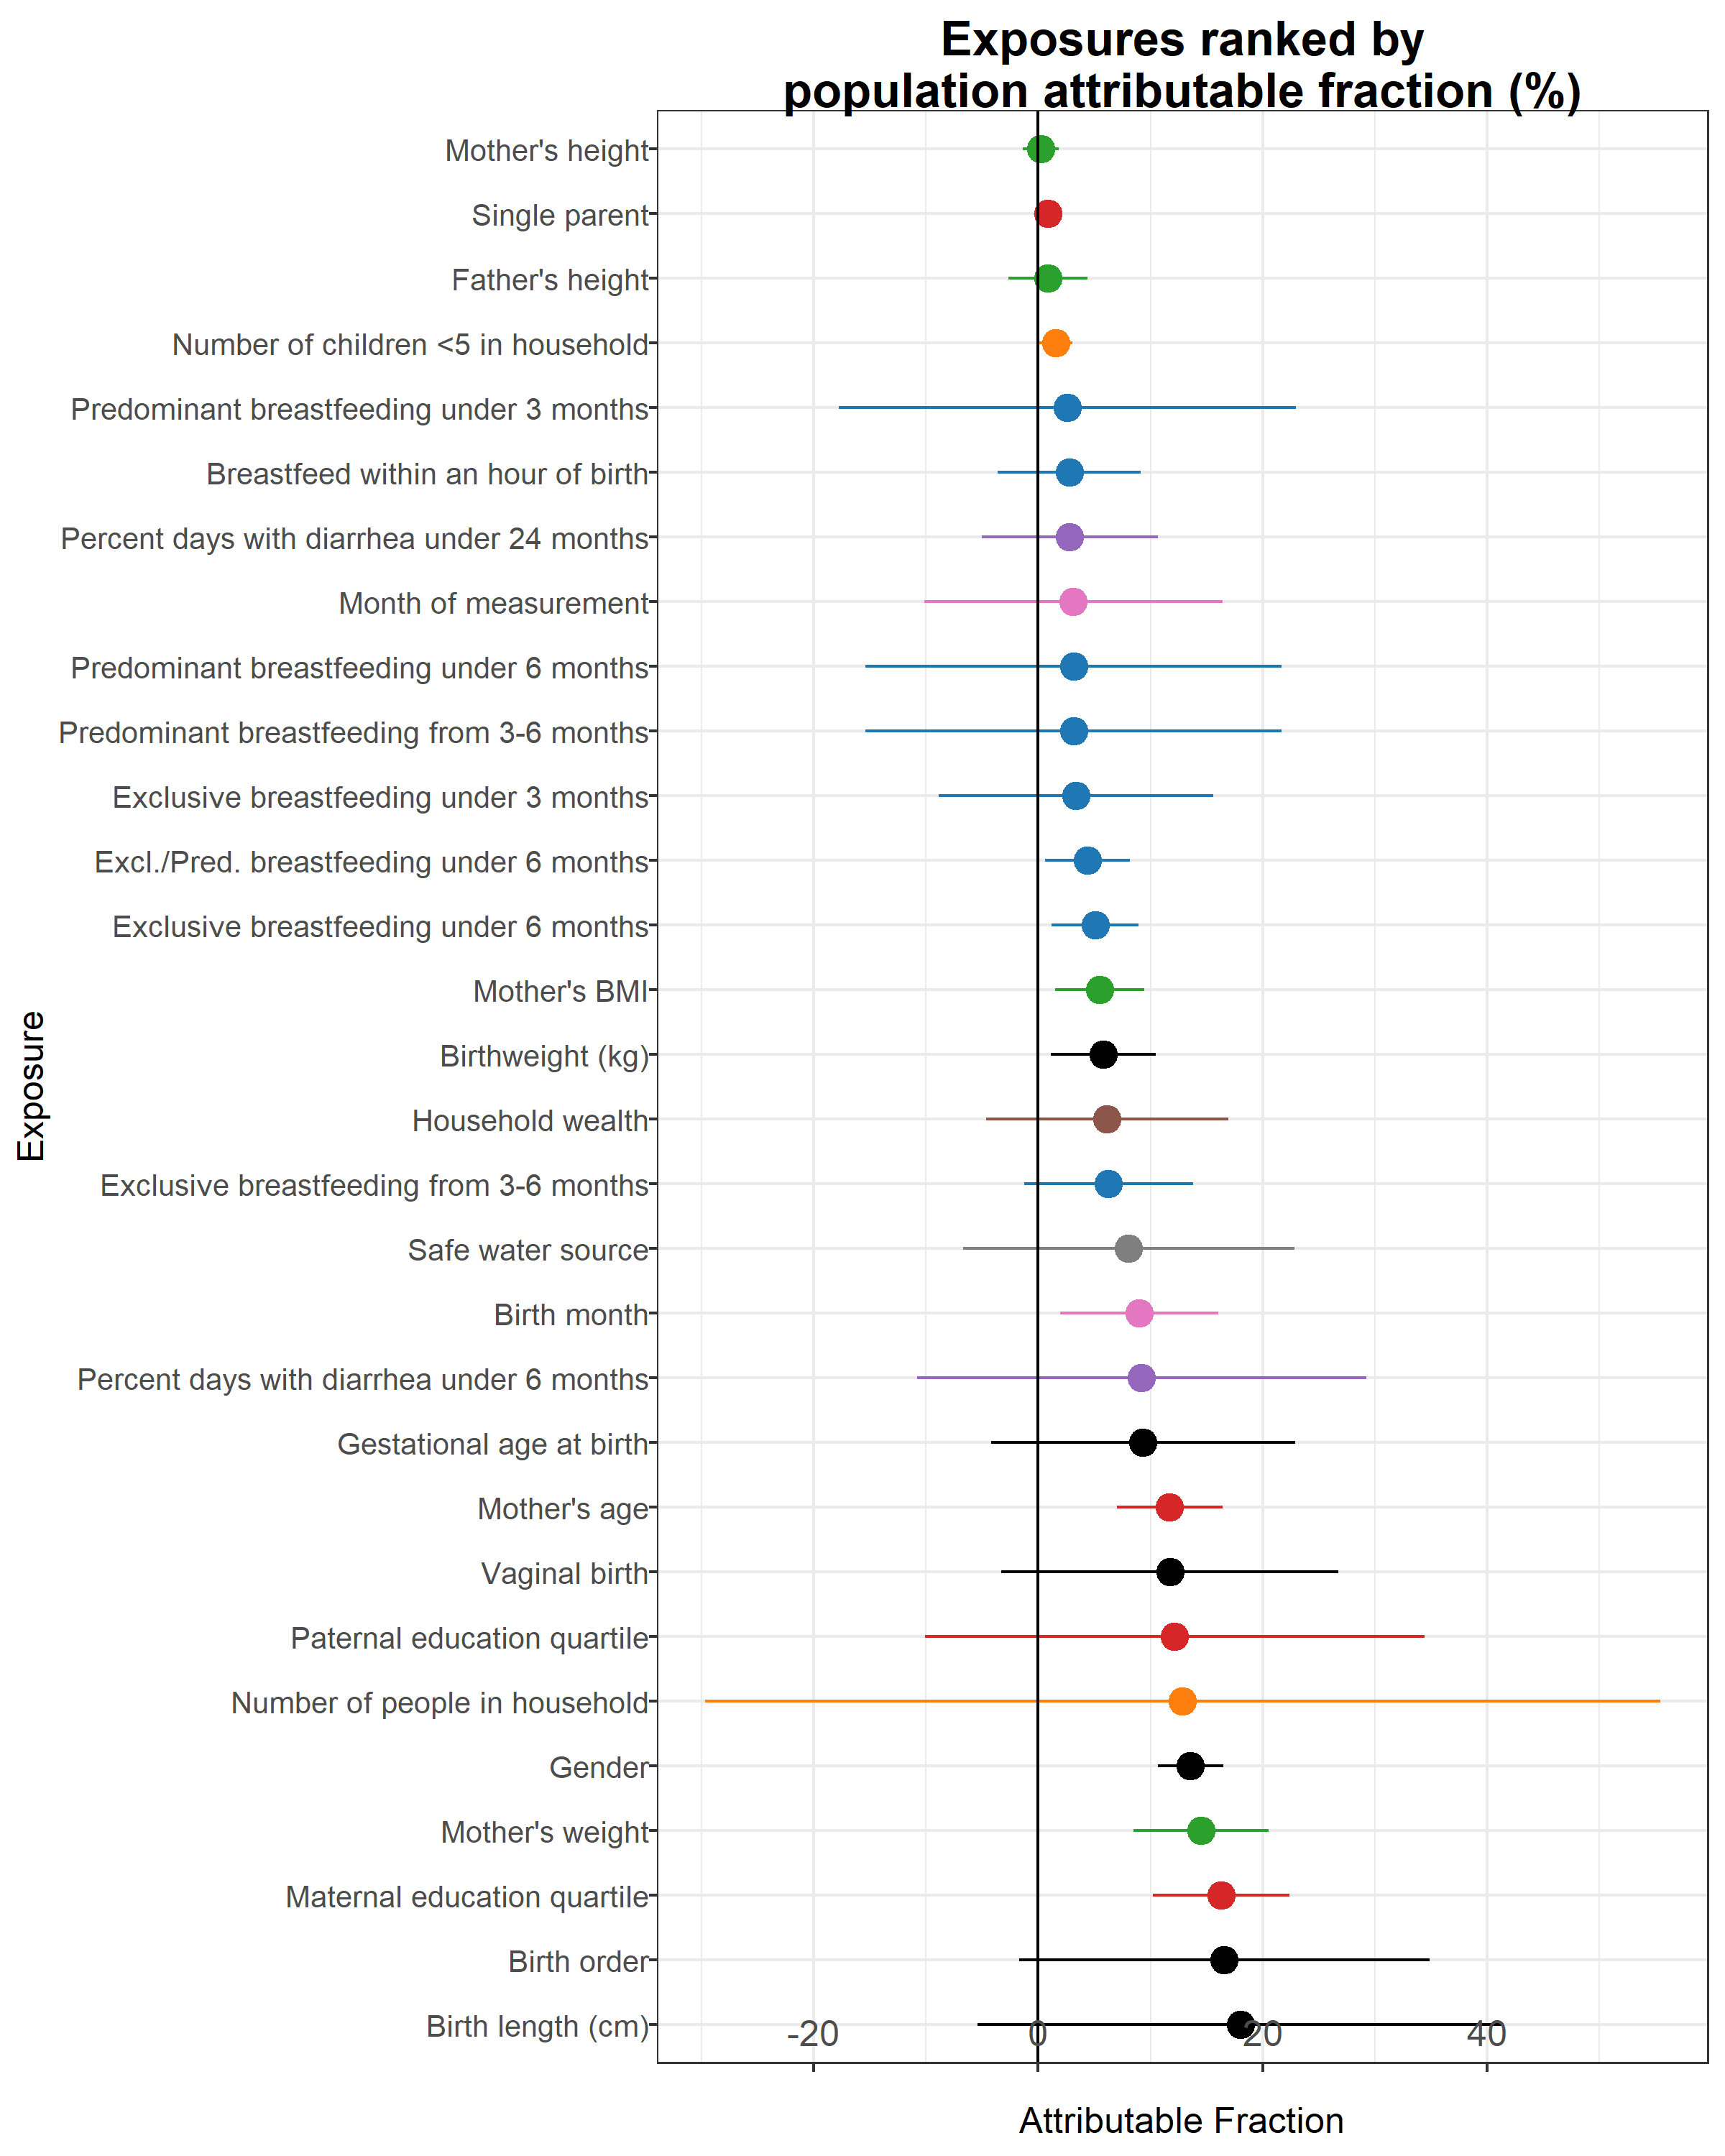 Exposures ranked by
population attributable fraction (%)
Mother's height
Single parent
Father's height
Number of children <5 in household
Predominant breastfeeding under 3 months
Breastfeed within an hour of birth
Percent days with diarrhea under 24 months
Month of measurement
Predominant breastfeeding under 6 months
Predominant breastfeeding from 3-6 months
Exclusive breastfeeding under 3 months
Excl./Pred. breastfeeding under 6 months
Exclusive breastfeeding under 6 months
Mother's BMI
Birthweight (kg)
Household wealth
Exclusive breastfeeding from 3-6 months
Safe water source
Birth month
Percent days with diarrhea under 6 months
Gestational age at birth
Mother's age
Vaginal birth
Paternal education quartile
Number of people in household
Gender
Mother's weight
Maternal education quartile
Birth order
Birth length (cm)
Exposure
-20 0 20 40
Attributable Fraction